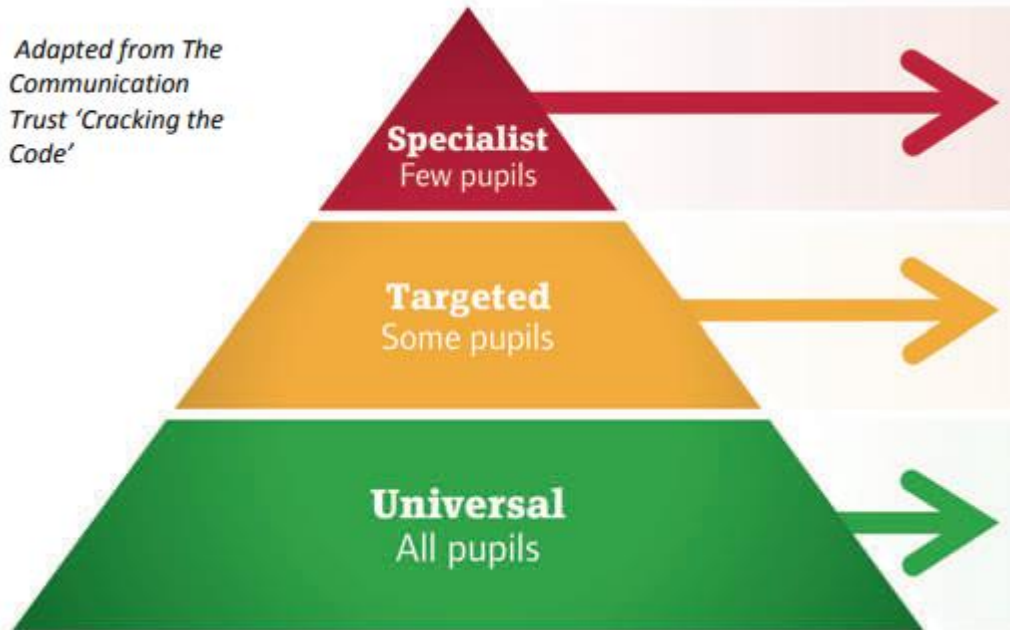 Adapted from The
Communication
Trust ‘Cracking the
Code’
Specialist
Few pupils
Targeted
Some pupils
Universal
All pupils